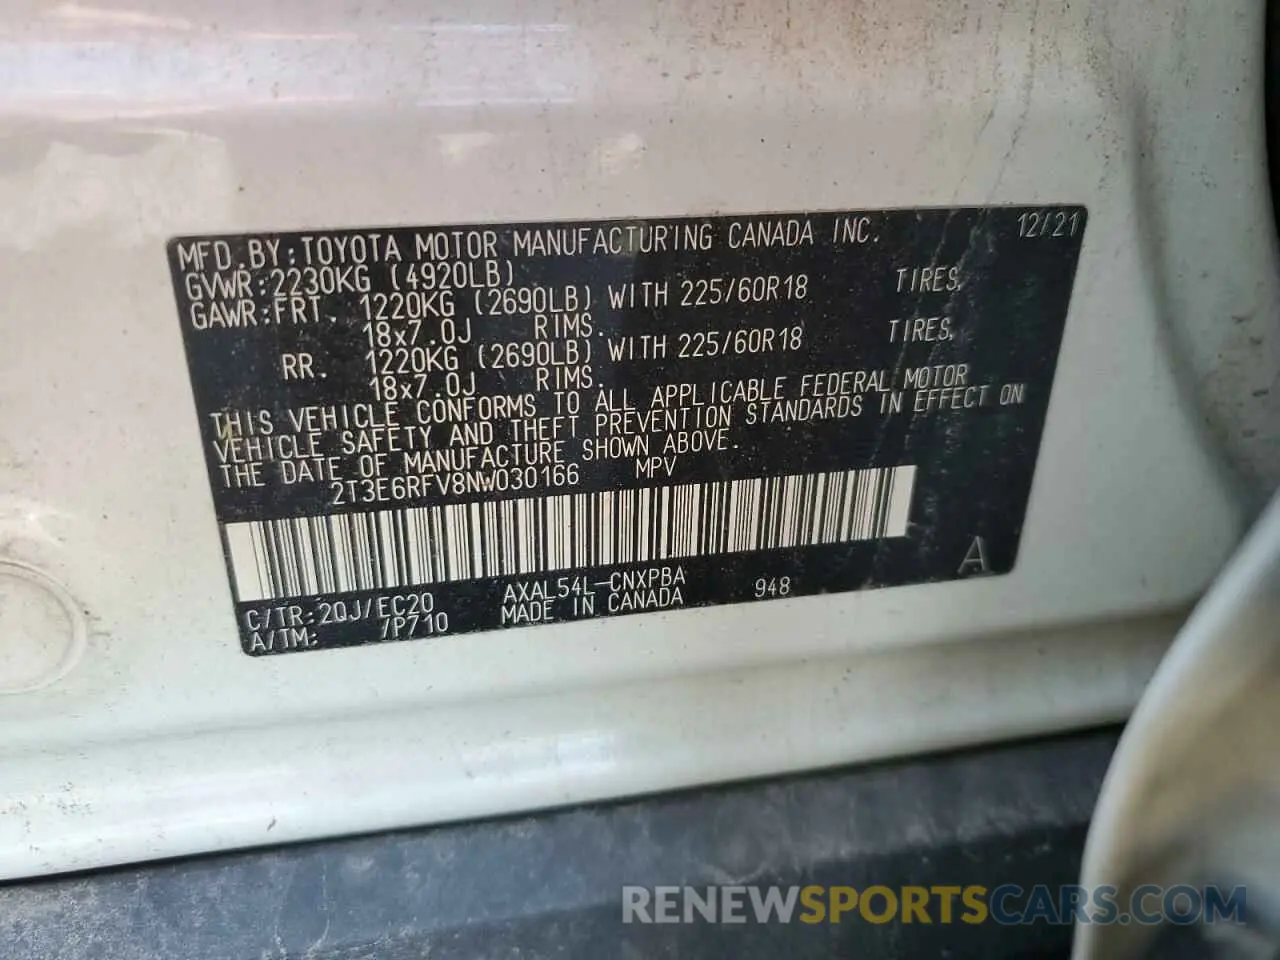 MFD.BY:TOYOTA MOTOR MANUFACTURING CANADA INC. 12/21
GVWR:2230KG (4920LB)
GAWR:FRT. 1220KG (2690LB) WITH 225/60R18 TIRES,
18x7.0J RIMS.
RR. 1220KG (2690LB) WITH 225/60R18 TIRES,
18x7.0J RIMS.
THIS VEHICLE CONFORMS TO ALL APPLICABLE FEDERAL MOTOR
VEHICLE SAFETY AND THEFT PREVENTION STANDARDS IN EFFECT ON
THE DATE OF MANUFACTURE SHOWN ABOVE.
2T3E6RFV8NW030166 MPV
C/TR:2QJ/EC20 AXAL54L-CNXPBA 948 A
A/TM: /P710 MADE IN CANADA
RENEWSPORTSCARS.COM